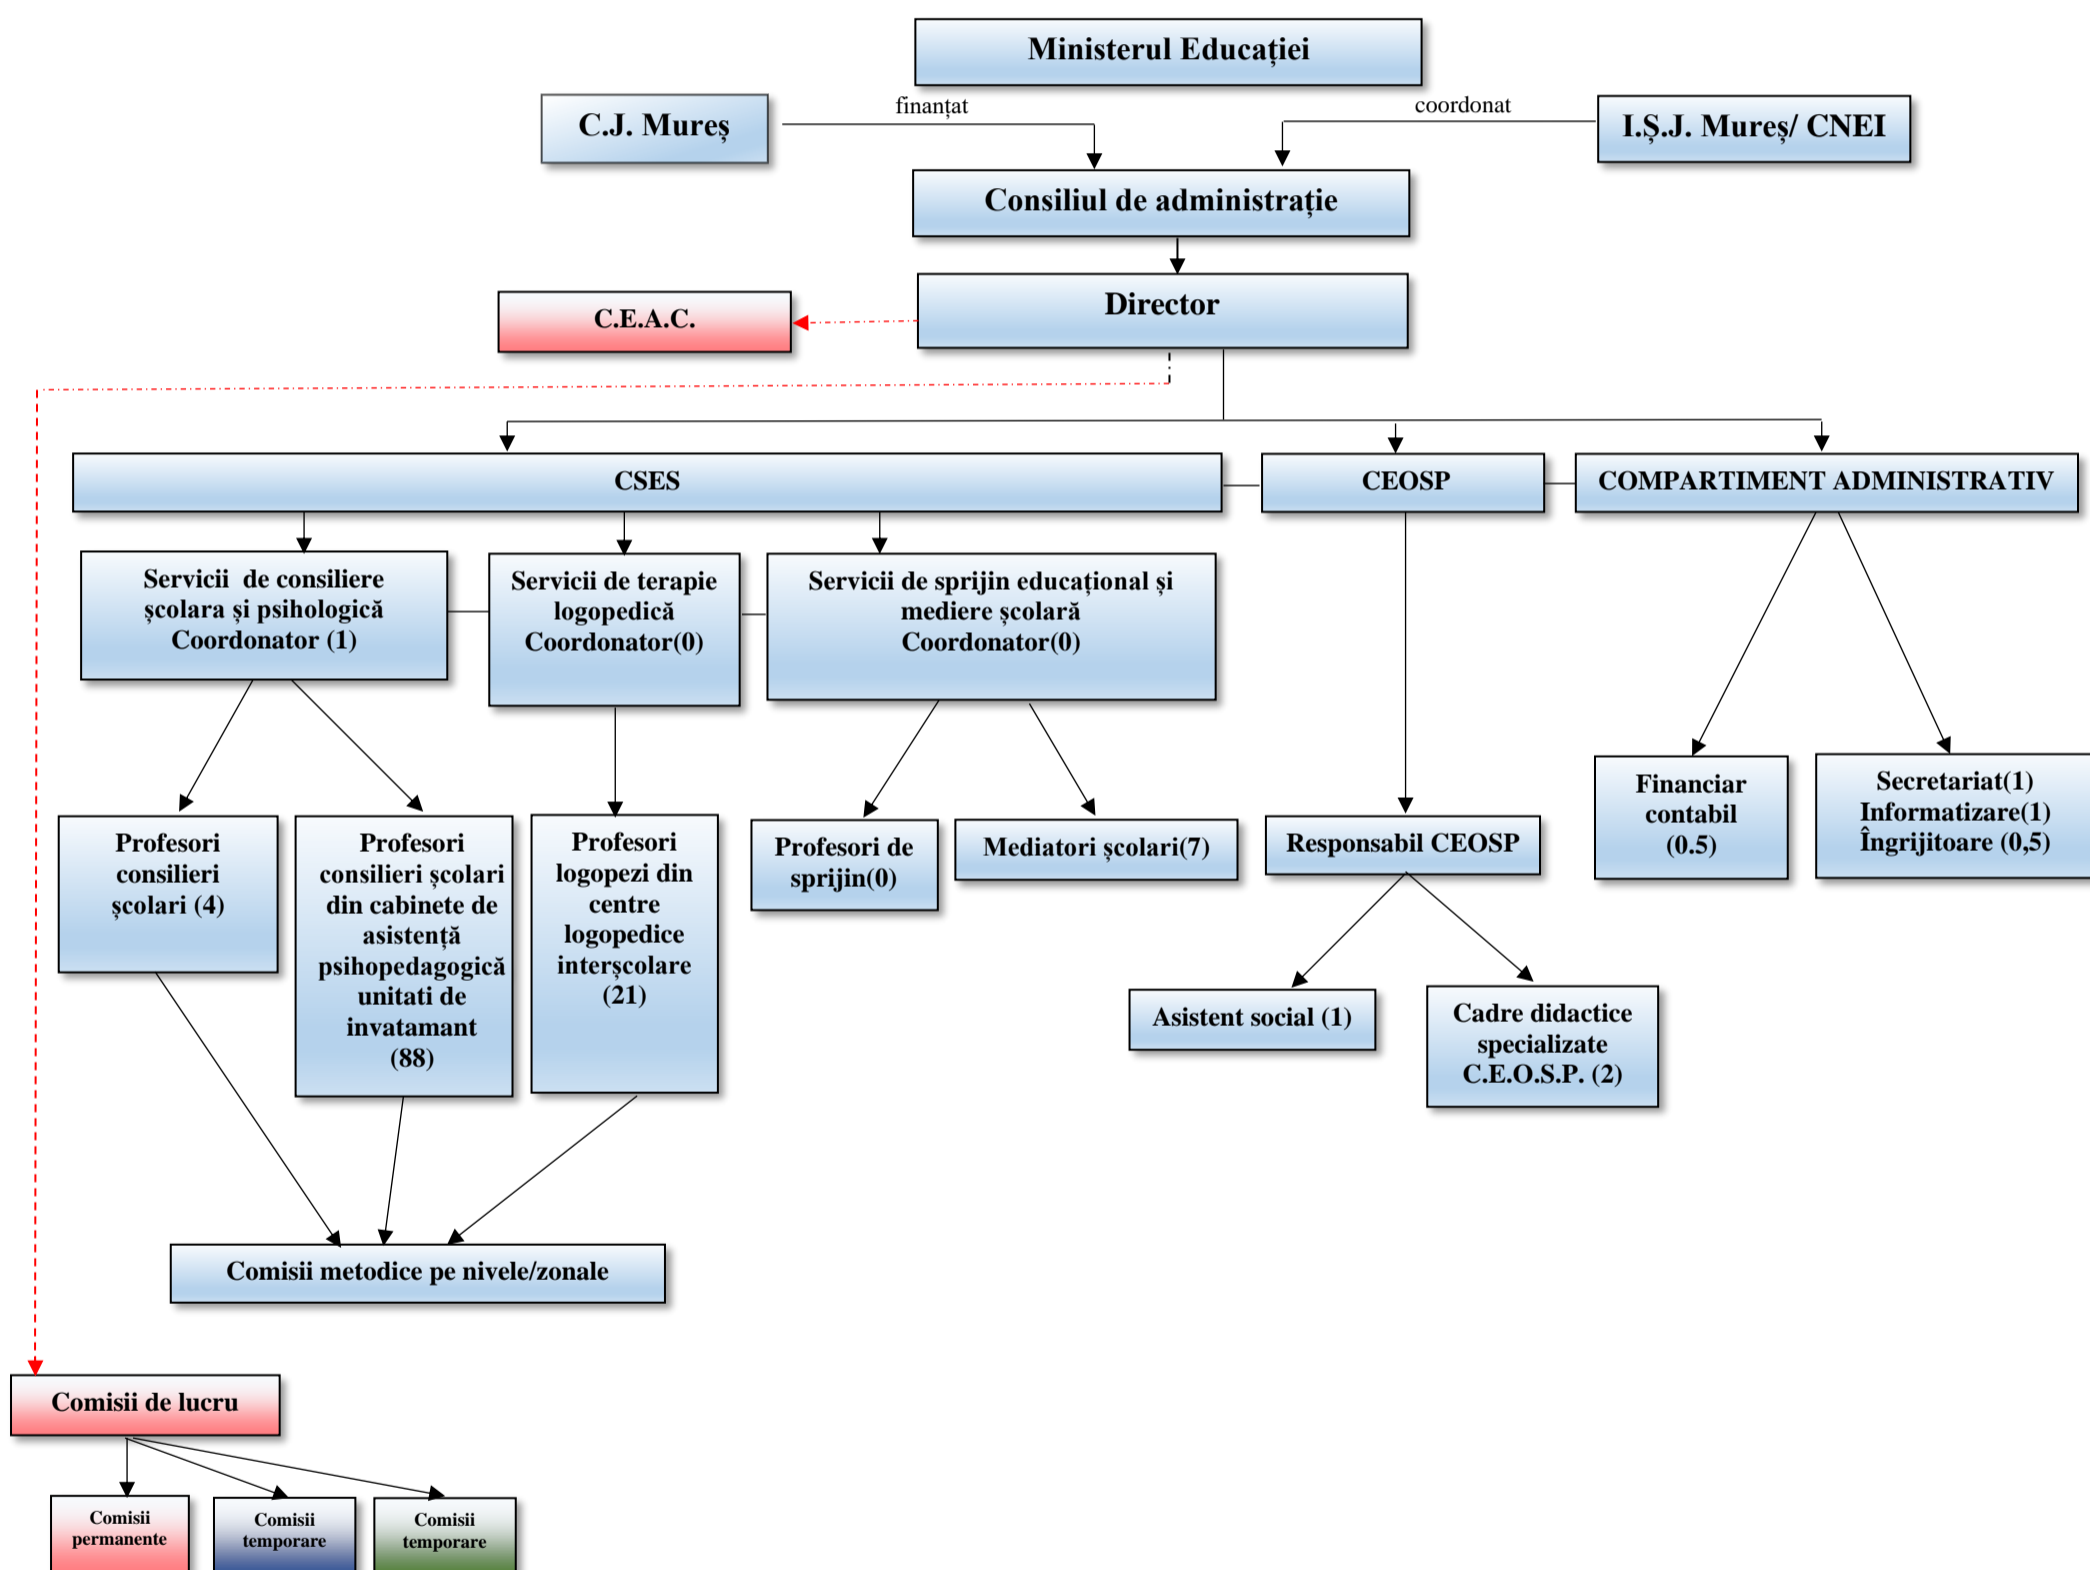 Ministerul Educației
finanțat
coordonat
C.J. Mureș
I.Ș.J. Mureș/ CNEI
Consiliul de administrație
Director
C.E.A.C.
CSES
CEOSP
COMPARTIMENT ADMINISTRATIV
Servicii de consiliere
școlara și psihologică
Coordonator (1)
Servicii de terapie
logopedică
Coordonator(0)
Servicii de sprijin educațional și
mediere școlară
Coordonator(0)
Financiar
contabil
(0.5)
Secretariat(1)
Informatizare(1)
Îngrijitoare (0,5)
Profesori
consilieri
școlari (4)
Profesori
consilieri școlari
din cabinete de
asistență
psihopedagogică
unitati de
invatamant
(88)
Profesori
logopezi din
centre
logopedice
interșcolare
(21)
Profesori de
sprijin(0)
Mediatori școlari(7)
Responsabil CEOSP
Asistent social (1)
Cadre didactice
specializate
C.E.O.S.P. (2)
Comisii metodice pe nivele/zonale
Comisii de lucru
Comisii
permanente
Comisii
temporare
Comisii
temporare